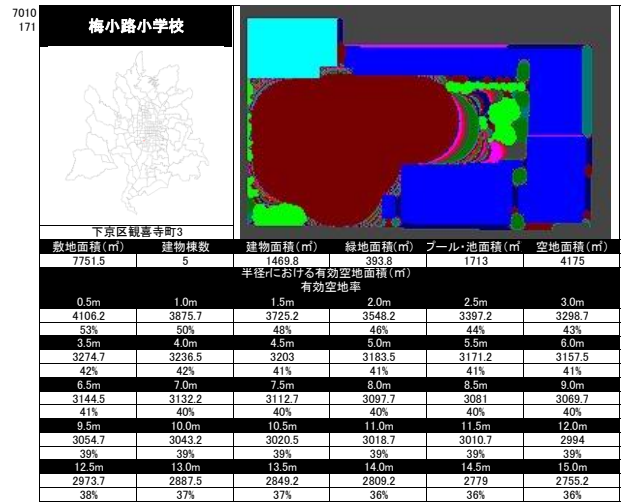 7010
171
梅小路小学校
下京区観喜寺町3
敷地面積(㎡) 建物棟数 建物面積(㎡) 緑地面積(㎡) プール・池面積(㎡ 空地面積(㎡)
7751.5 5 1469.8 393.8 1713 4175
半径rにおける有効空地面積(㎡)
有効空地率
0.5m 1.0m 1.5m 2.0m 2.5m 3.0m
4106.2 3875.7 3725.2 3548.2 3397.2 3298.7
53% 50% 48% 46% 44% 43%
3.5m 4.0m 4.5m 5.0m 5.5m 6.0m
3274.7 3236.5 3203 3183.5 3171.2 3157.5
42% 42% 41% 41% 41% 41%
6.5m 7.0m 7.5m 8.0m 8.5m 9.0m
3144.5 3132.2 3112.7 3097.7 3081 3069.7
41% 40% 40% 40% 40% 40%
9.5m 10.0m 10.5m 11.0m 11.5m 12.0m
3054.7 3043.2 3020.5 3018.7 3010.7 2994
39% 39% 39% 39% 39% 39%
12.5m 13.0m 13.5m 14.0m 14.5m 15.0m
2973.7 2887.5 2849.2 2809.2 2779 2755.2
38% 37% 37% 36% 36% 36%